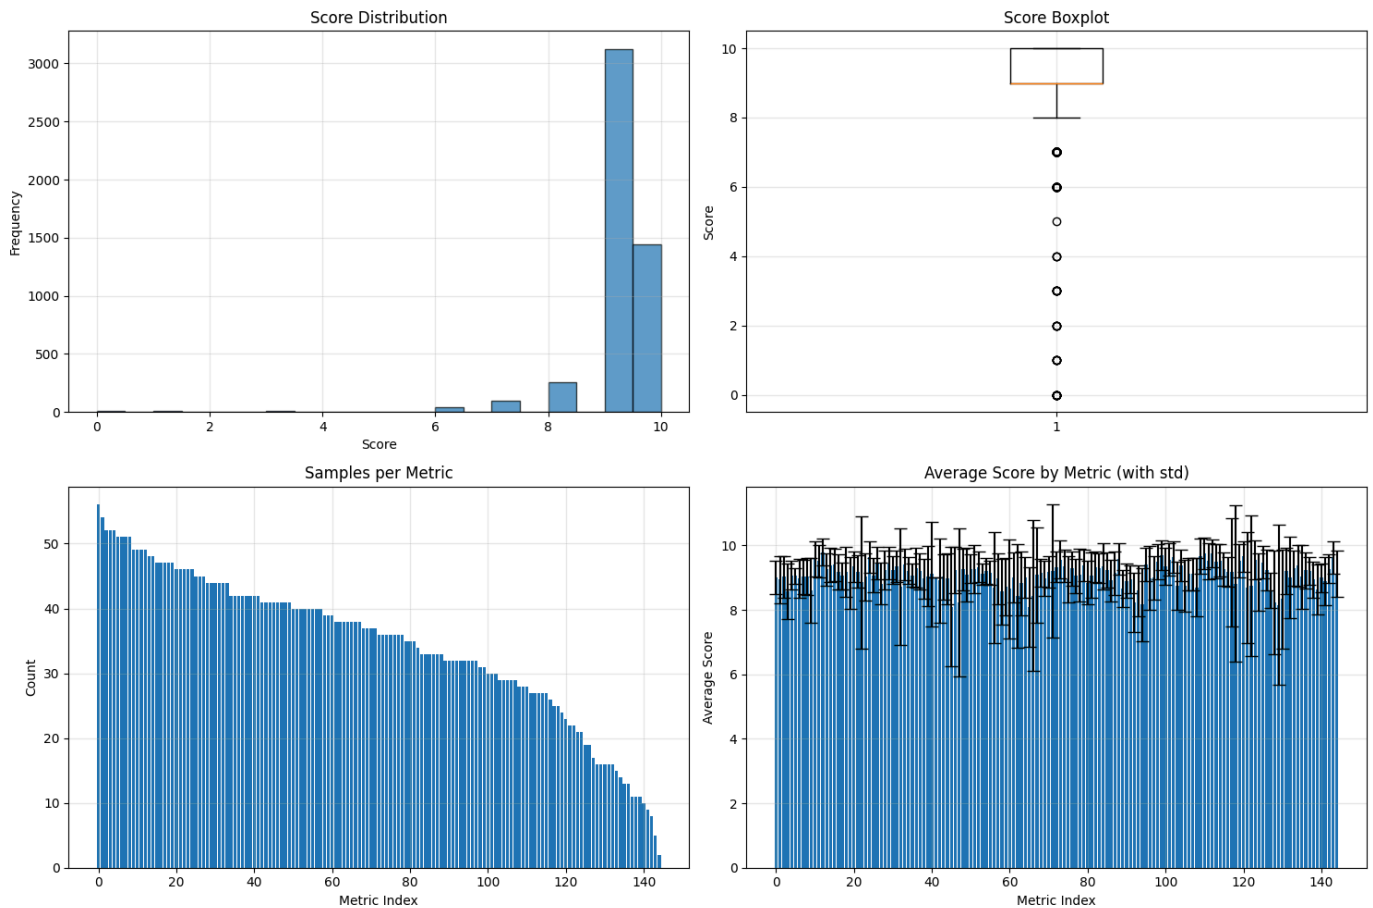 Score Distribution
3000
2500
2000
1500
1000
500
0
Frequency
0 2 4 6 8 10
Score
Score Boxplot
10
8
6
4
2
0
Score
1
Samples per Metric
50
40
30
20
10
0
Count
0 20 40 60 80 100 120 140
Metric Index
Average Score by Metric (with std)
10
8
6
4
2
0
Average Score
0 20 40 60 80 100 120 140
Metric Index